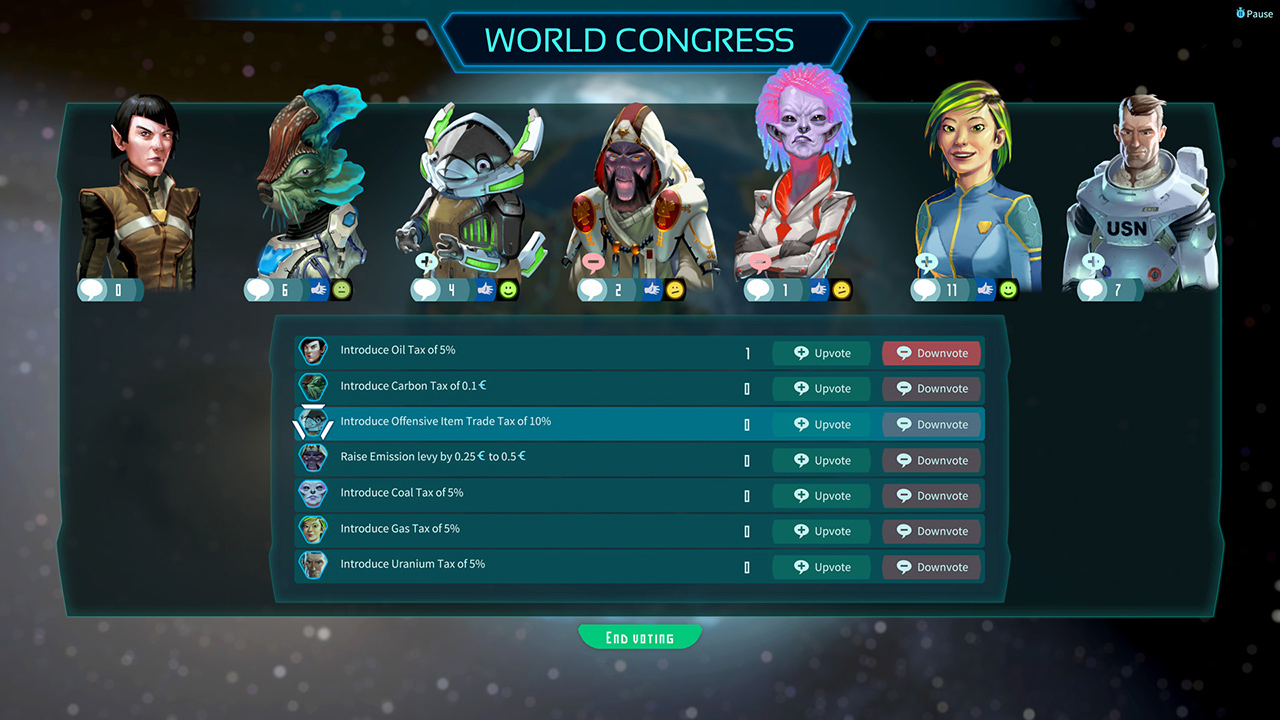 Pause
WORLD CONGRESS
USN
0
6
4
2
1
11
7
Introduce Oil Tax of 5% 1 Upvote Downvote
Introduce Carbon Tax of 0.1€ 0 Upvote Downvote
Introduce Offensive Item Trade Tax of 10% 0 Upvote Downvote
Raise Emission levy by 0.25€ to 0.5€ 0 Upvote Downvote
Introduce Coal Tax of 5% 0 Upvote Downvote
Introduce Gas Tax of 5% 0 Upvote Downvote
Introduce Uranium Tax of 5% 0 Upvote Downvote
END VOTING